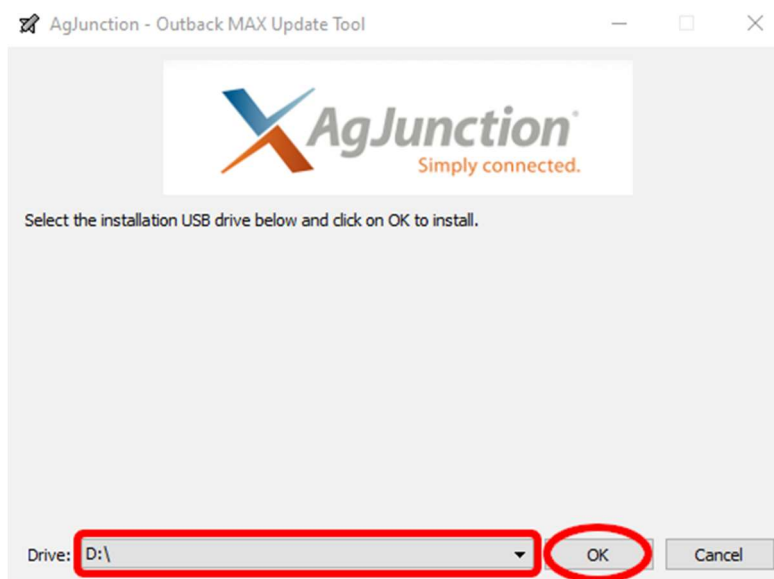 AgJunction - Outback MAX Update Tool
AgJunction®
Simply connected.
Select the installation USB drive below and click on OK to install.
Drive: D:\ OK Cancel